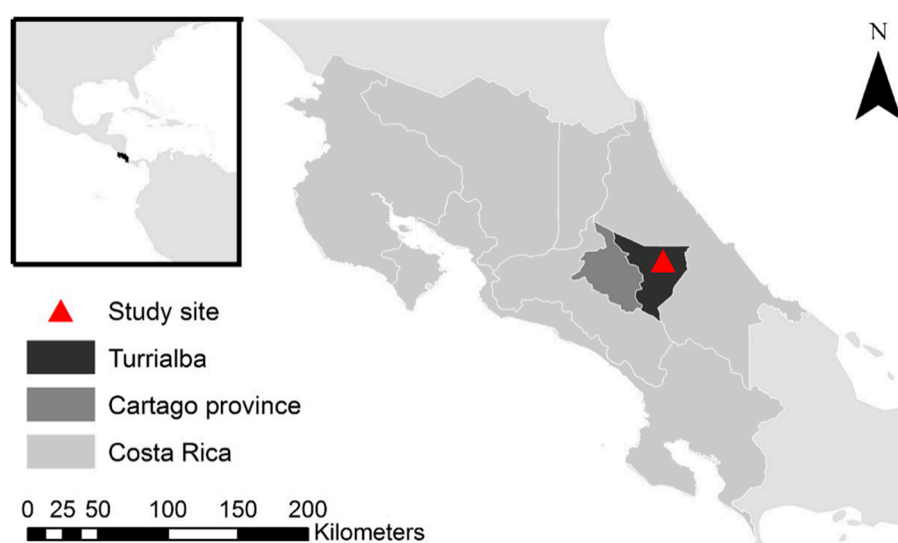 N
Study site
Turrialba
Cartago province
Costa Rica
0 25 50 100 150 200
Kilometers